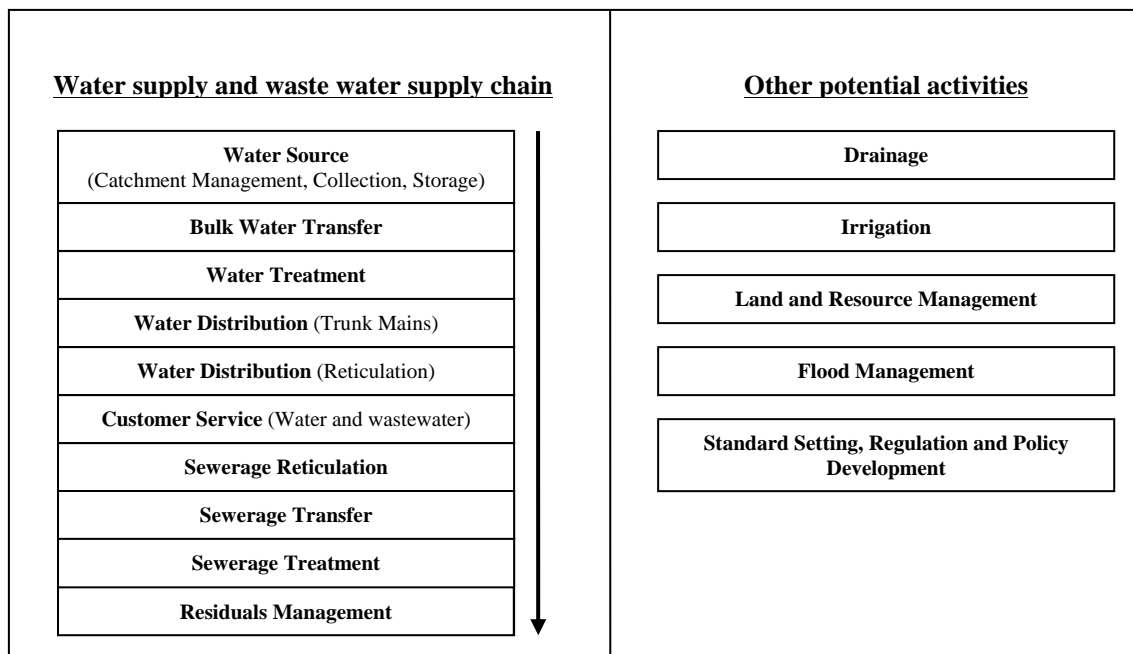 Water supply and waste water supply chain
Water Source
(Catchment Management, Collection, Storage)
Bulk Water Transfer
Water Treatment
Water Distribution (Trunk Mains)
Water Distribution (Reticulation)
Customer Service (Water and wastewater)
Sewerage Reticulation
Sewerage Transfer
Sewerage Treatment
Residuals Management
Other potential activities
Drainage
Irrigation
Land and Resource Management
Flood Management
Standard Setting, Regulation and Policy
Development